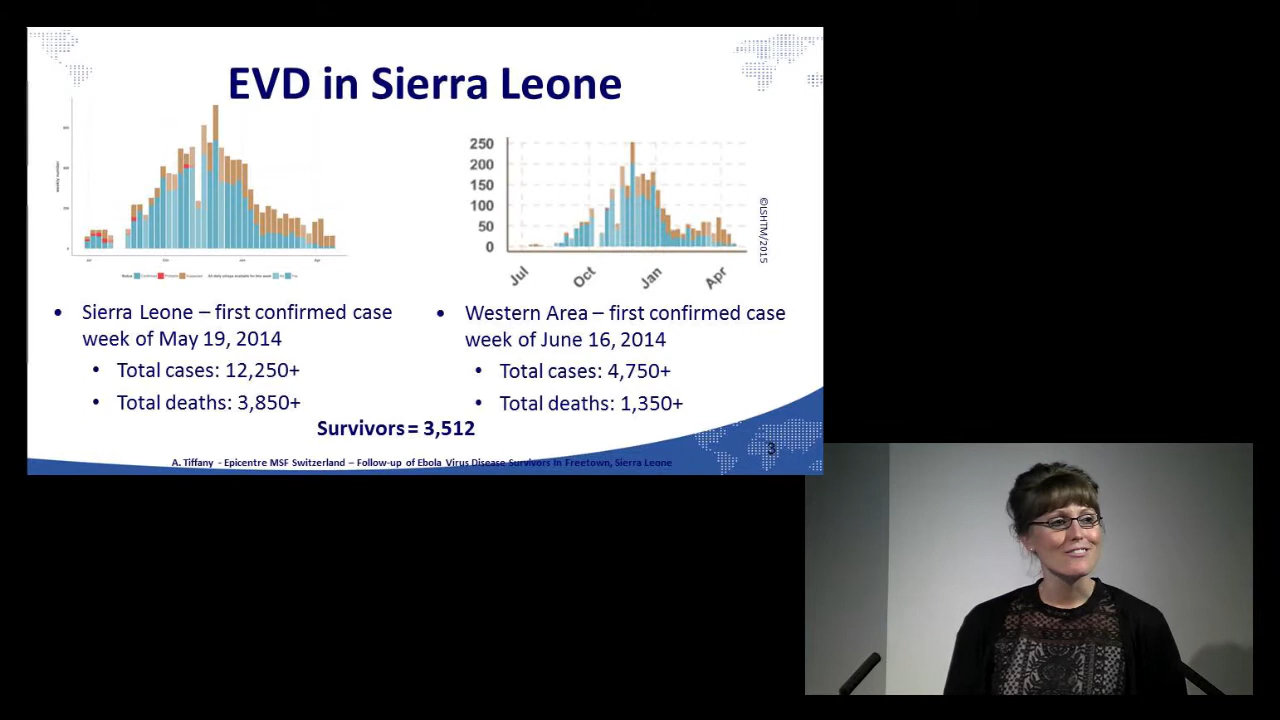 EVD in Sierra Leone
250
200
150
100
50
0
Jul
Oct
Jan
Apr
©LSHTM/2015
• Sierra Leone – first confirmed case
week of May 19, 2014
• Total cases: 12,250+
• Total deaths: 3,850+
• Western Area – first confirmed case
week of June 16, 2014
• Total cases: 4,750+
• Total deaths: 1,350+
Survivors = 3,512
3
A. Tiffany - Epicentre MSF Switzerland – Follow-up of Ebola Virus Disease Survivors in Freetown, Sierra Leone